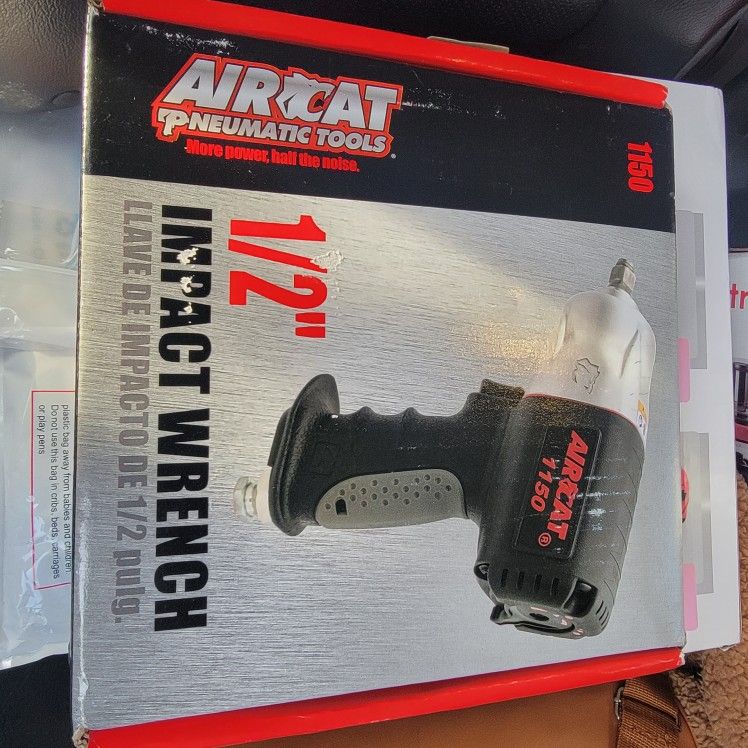 AIRCAT
PNEUMATIC TOOLS®
More power, half the noise.
1150
1/2"
IMPACT WRENCH
LLAVE DE IMPACTO DE 1/2 pulg.
AIRCAT®
1150
plastic bag away from babies and children
Do not use this bag in cribs, beds, carriages
or play pens
tr